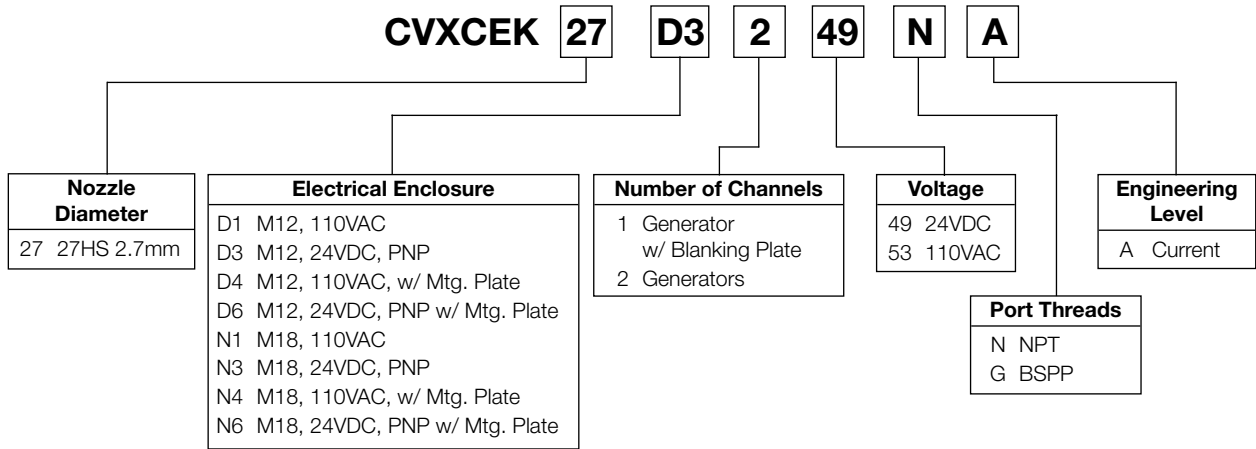 CVXCEK 27 D3 2 49 N A
Nozzle
Diameter
27 27HS 2.7mm
Electrical Enclosure
D1 M12, 110VAC
D3 M12, 24VDC, PNP
D4 M12, 110VAC, w/ Mtg. Plate
D6 M12, 24VDC, PNP w/ Mtg. Plate
N1 M18, 110VAC
N3 M18, 24VDC, PNP
N4 M18, 110VAC, w/ Mtg. Plate
N6 M18, 24VDC, PNP w/ Mtg. Plate
Number of Channels
1 Generator
w/ Blanking Plate
2 Generators
Voltage
49 24VDC
53 110VAC
Port Threads
N NPT
G BSPP
Engineering
Level
A Current